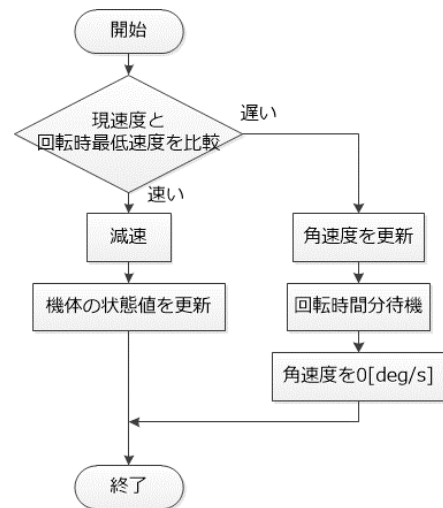 開始
現速度と
回転時最低速度を比較
遅い
速い
減速
角速度を更新
機体の状態値を更新
回転時間分待機
角速度を0[deg/s]
終了